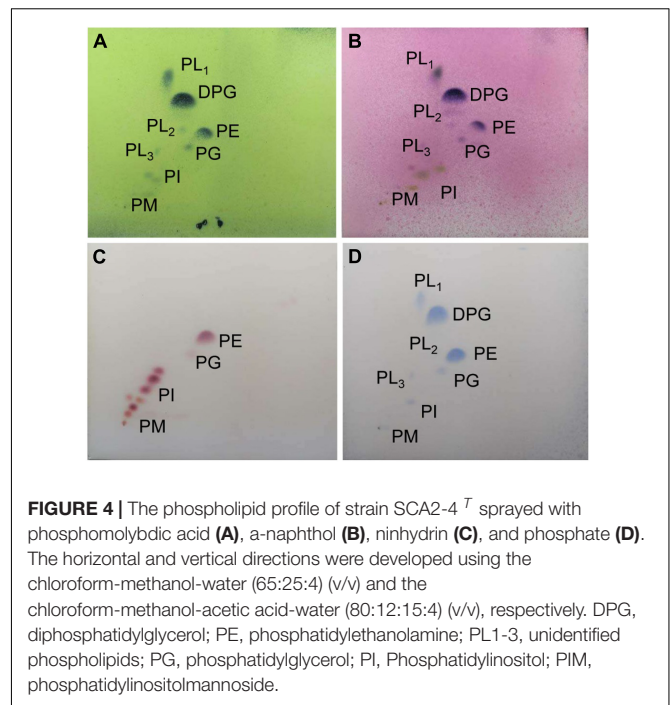 A
PL1
DPG
PL2
PE
PL3
PG
PI
PM
B
PL1
DPG
PL2
PE
PL3
PG
PI
PM
C
PE
PG
PI
PM
D
PL1
DPG
PL2
PE
PL3
PG
PI
PM
FIGURE 4 | The phospholipid profile of strain SCA2-4 T sprayed with
phosphomolybdic acid (A), a-naphthol (B), ninhydrin (C), and phosphate (D).
The horizontal and vertical directions were developed using the
chloroform-methanol-water (65:25:4) (v/v) and the
chloroform-methanol-acetic acid-water (80:12:15:4) (v/v), respectively. DPG,
diphosphatidylglycerol; PE, phosphatidylethanolamine; PL1-3, unidentified
phospholipids; PG, phosphatidylglycerol; PI, Phosphatidylinositol; PIM,
phosphatidylinositolmannoside.